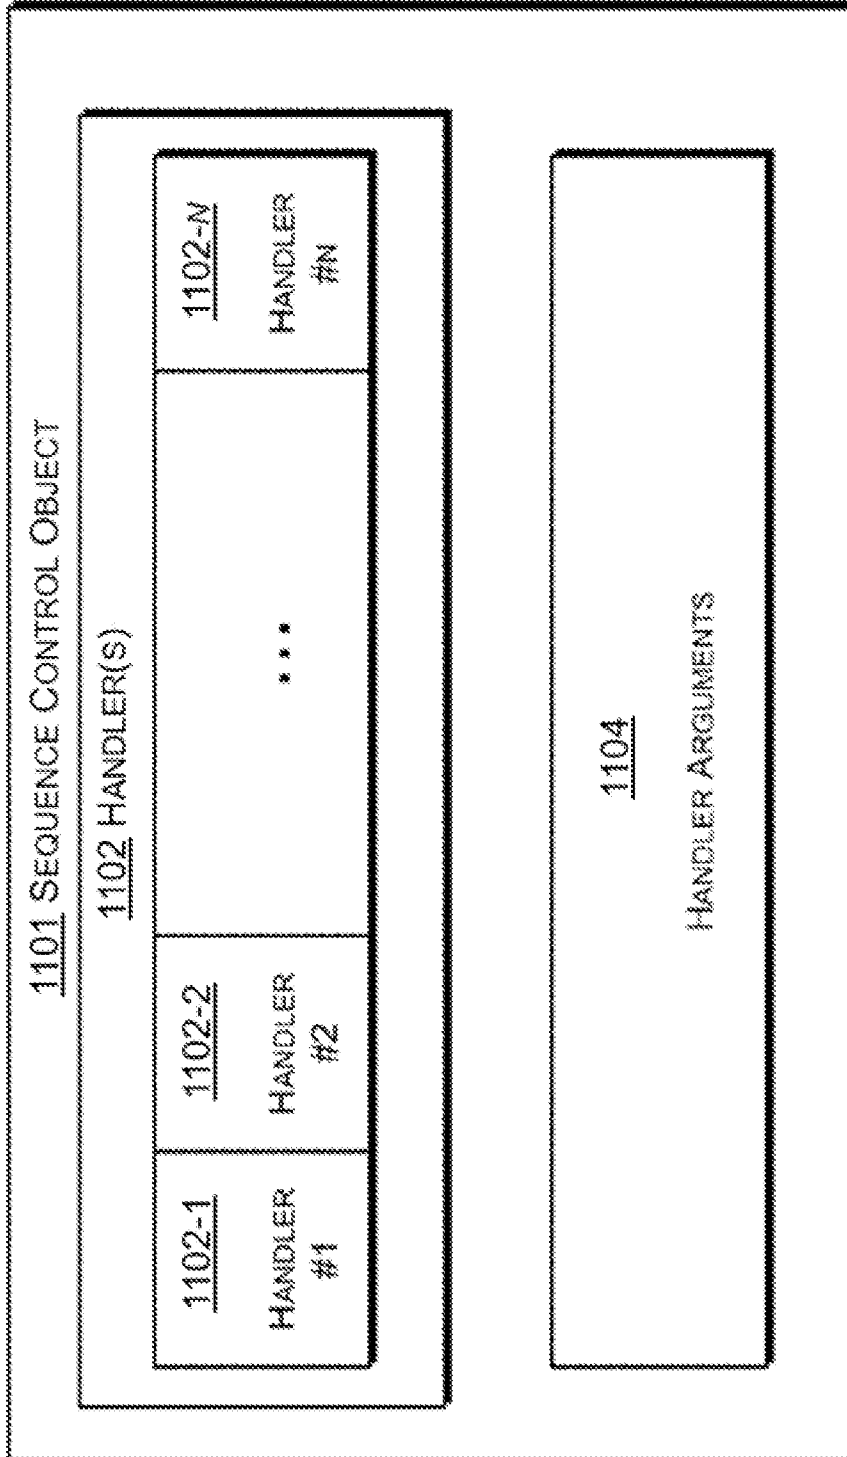 1101 SEQUENCE CONTROL OBJECT
1102 HANDLER(S)
1102-1
HANDLER
#1
1102-2
HANDLER
#2
...
1102-N
HANDLER
#N
1104
HANDLER ARGUMENTS